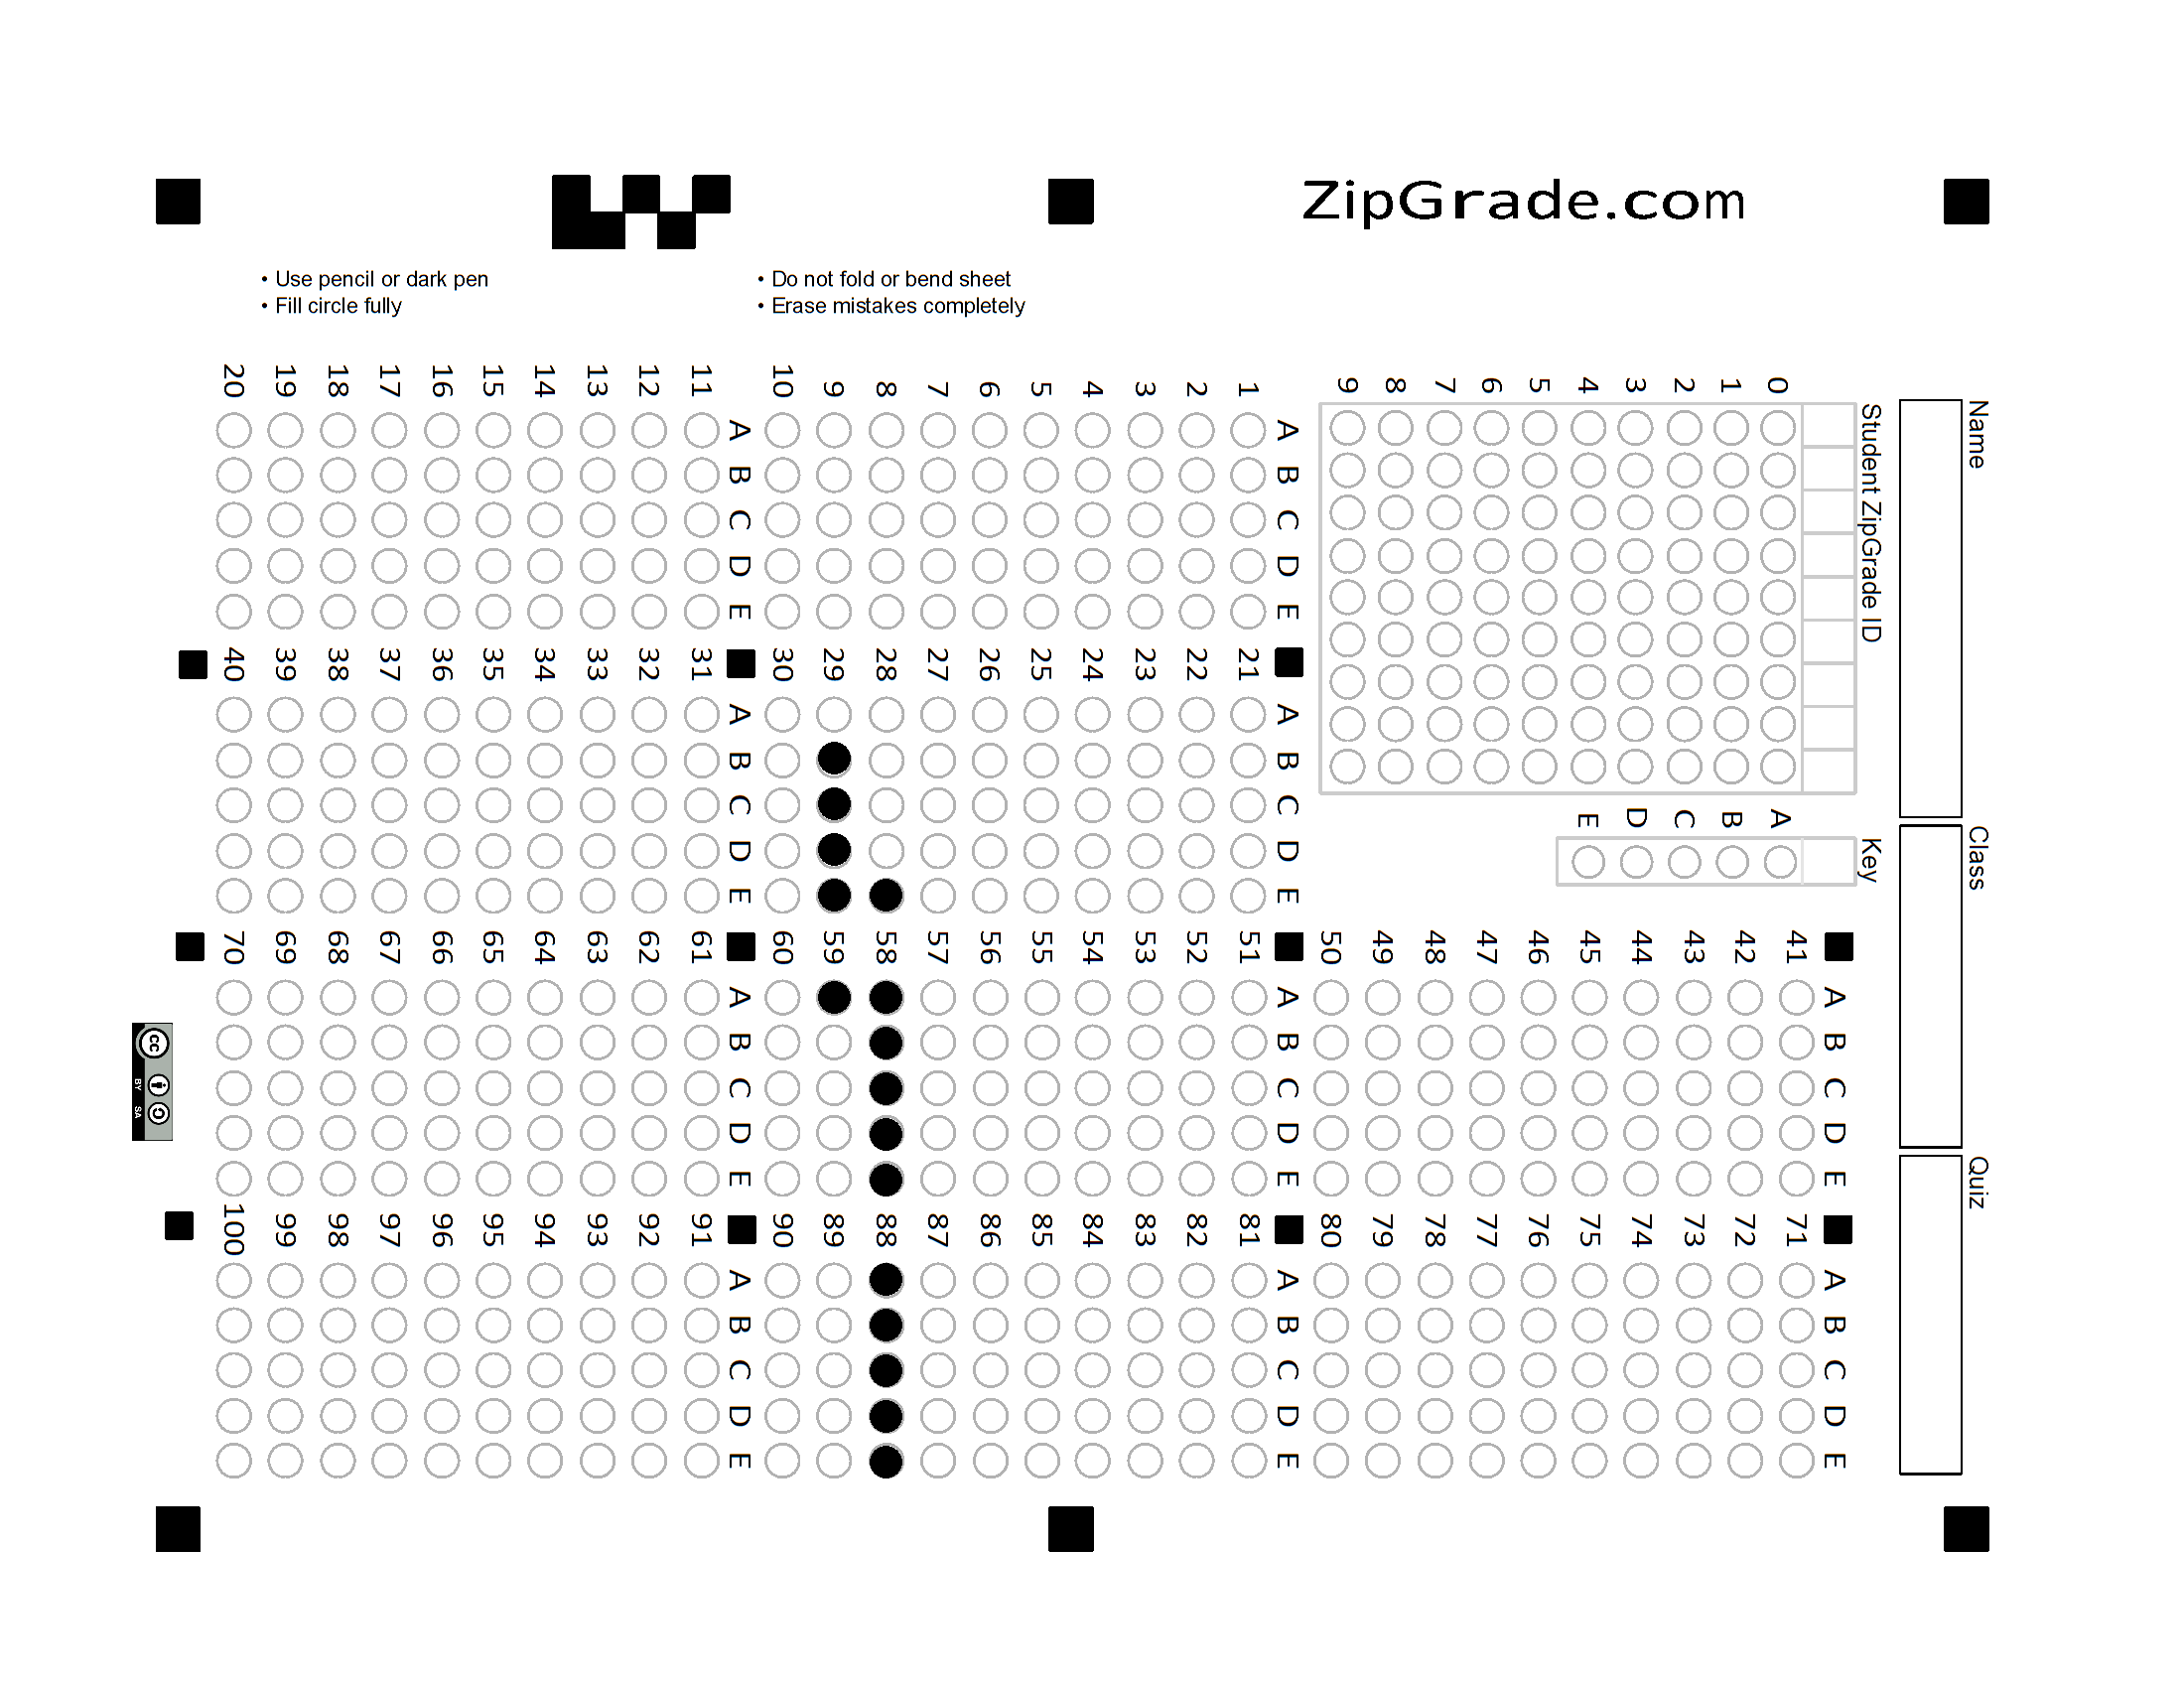 ZipGrade.com
• Use pencil or dark pen
• Fill circle fully
• Do not fold or bend sheet
• Erase mistakes completely
Name
Class
Quiz
Student ZipGrade ID
0 1 2 3 4 5 6 7 8 9
Key
A B C D E
A B C D E
1 2 3 4 5 6 7 8 9 10
A B C D E
11 12 13 14 15 16 17 18 19 20
A B C D E
21 22 23 24 25 26 27 28 29 30
A B C D E
31 32 33 34 35 36 37 38 39 40
A B C D E
41 42 43 44 45 46 47 48 49 50
A B C D E
51 52 53 54 55 56 57 58 59 60
A B C D E
61 62 63 64 65 66 67 68 69 70
A B C D E
71 72 73 74 75 76 77 78 79 80
A B C D E
81 82 83 84 85 86 87 88 89 90
A B C D E
91 92 93 94 95 96 97 98 99 100
A B C D E
cc
BY SA